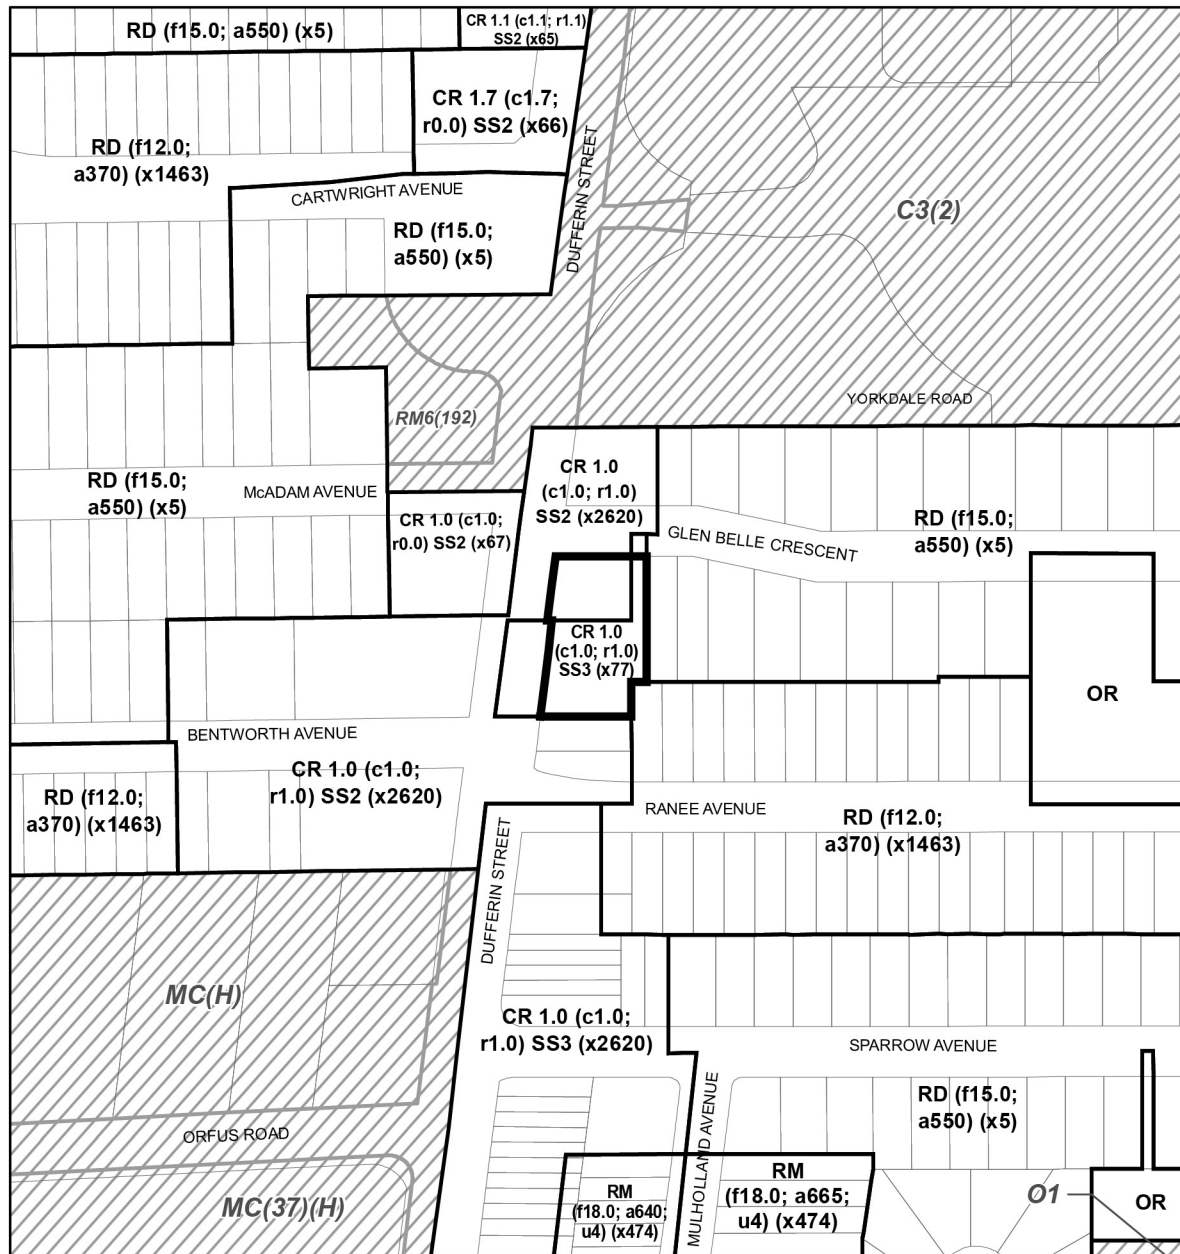 RD (f15.0; a550) (x5)
CR 1.1 (c1.1; r1.1)
SS2 (x65)
CR 1.7 (c1.7;
r0.0) SS2 (x66)
RD (f12.0;
a370) (x1463)
CARTWRIGHT AVENUE
DUFFERIN STREET
C3(2)
RD (f15.0;
a550) (x5)
YORKDALE ROAD
RM6(192)
RD (f15.0;
a550) (x5)
McADAM AVENUE
CR 1.0
(c1.0; r1.0)
SS2 (x2620)
CR 1.0 (c1.0;
r0.0) SS2 (x67)
GLEN BELLE CRESCENT
RD (f15.0;
a550) (x5)
CR 1.0
(c1.0; r1.0)
SS3 (x77)
OR
BENTWORTH AVENUE
CR 1.0 (c1.0;
r1.0) SS2 (x2620)
RD (f12.0;
a370) (x1463)
RANEE AVENUE
RD (f12.0;
a370) (x1463)
DUFFERIN STREET
MC(H)
CR 1.0 (c1.0;
r1.0) SS3 (x2620)
SPARROW AVENUE
RD (f15.0;
a550) (x5)
MULHOLLAND AVENUE
ORFUS ROAD
MC(37)(H)
RM
(f18.0; a640;
u4) (x474)
RM
(f18.0; a665;
u4) (x474)
O1
OR